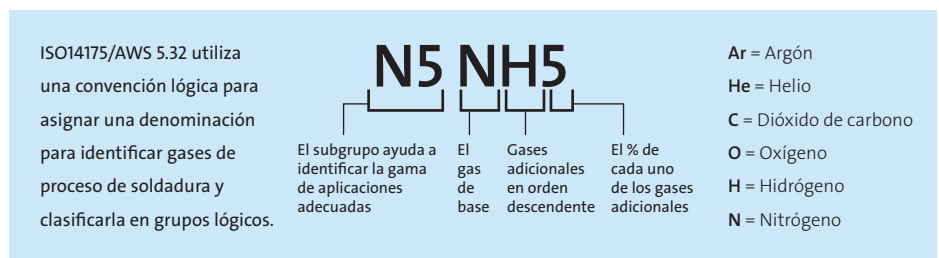 ISO14175/AWS 5.32 utiliza
una convención lógica para
asignar una denominación
para identificar gases de
proceso de soldadura y
clasificarla en grupos lógicos.
N5 NH5
El subgrupo ayuda a
identificar la gama
de aplicaciones
adecuadas
El
gas
de
base
Gases
adicionales
en orden
descendente
El % de
cada uno
de los gases
adicionales
Ar = Argón
He = Helio
C = Dióxido de carbono
O = Oxígeno
H = Hidrógeno
N = Nitrógeno